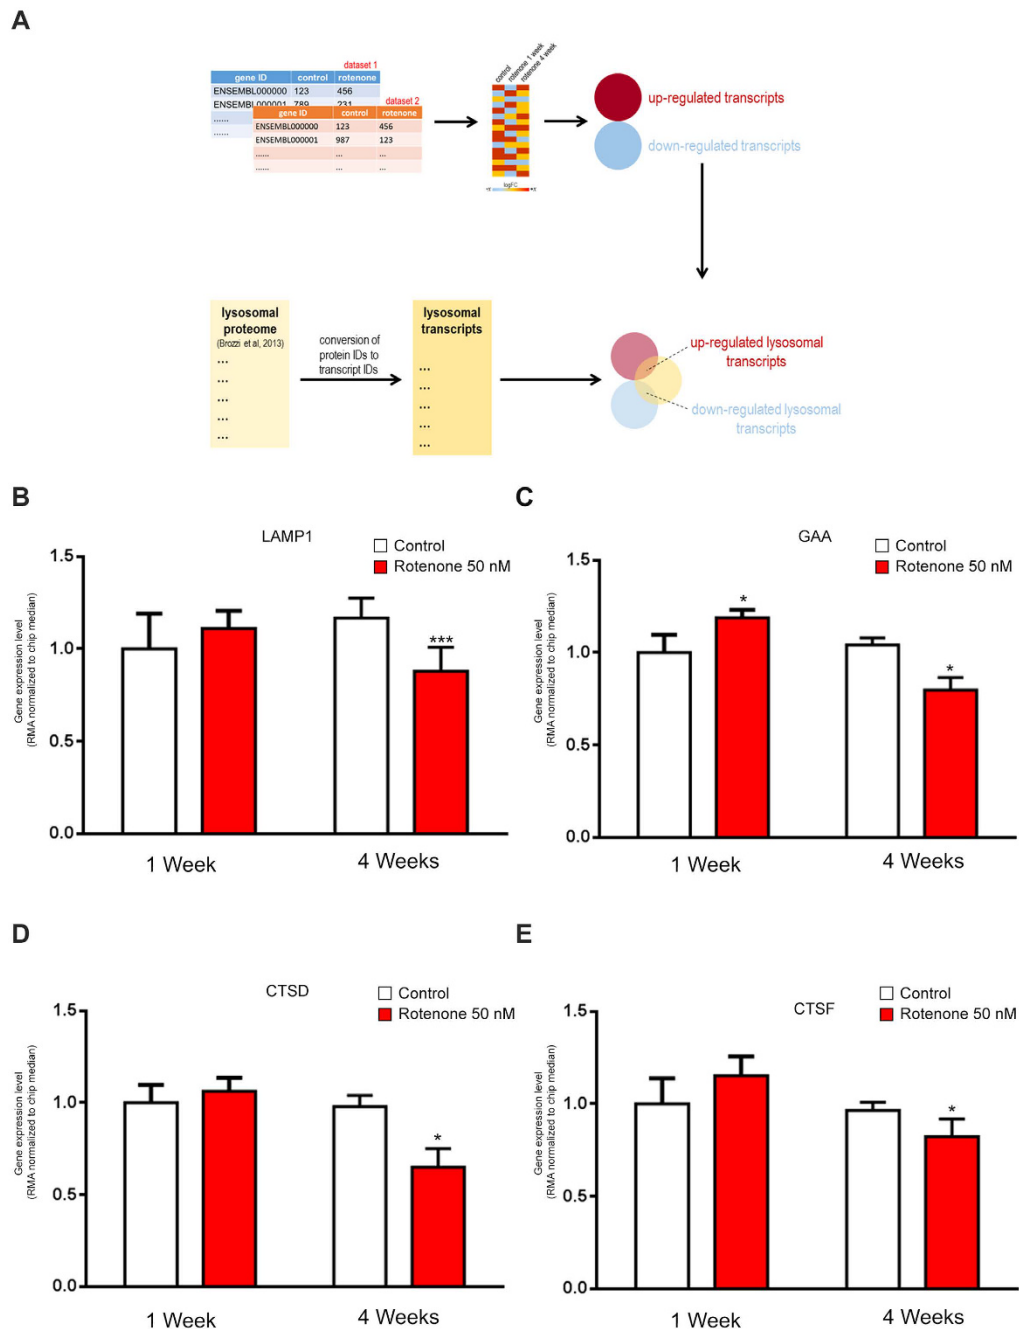 A
dataset 1
gene ID control rotenone
ENSEMBL000000 123 456
ENSEMBL000001 789 231
......
......
dataset 2
gene ID control rotenone
ENSEMBL000000 123 456
ENSEMBL000001 987 123
...... ... ...
...... ... ...
control
rotenone 1 week
rotenone 4 week
logFC
up-regulated transcripts
down-regulated transcripts
lysosomal
proteome
(Brozzi et al, 2013)
...
...
...
...
...
conversion of
protein IDs to
transcript IDs
lysosomal
transcripts
...
...
...
...
...
up-regulated lysosomal
transcripts
down-regulated lysosomal
transcripts
B
LAMP1
Control
Rotenone 50 nM
Gene expression level
(RMA normalized to chip median)
1.5
1.0
0.5
0.0
***
1 Week
4 Weeks
C
GAA
Control
Rotenone 50 nM
Gene expression level
(RMA normalized to chip median)
1.5
1.0
0.5
0.0
*
*
1 Week
4 Weeks
D
CTSD
Control
Rotenone 50 nM
Gene expression level
(RMA normalized to chip median)
1.5
1.0
0.5
0.0
*
1 Week
4 Weeks
E
CTSF
Control
Rotenone 50 nM
Gene expression level
(RMA normalized to chip median)
1.5
1.0
0.5
0.0
*
1 Week
4 Weeks